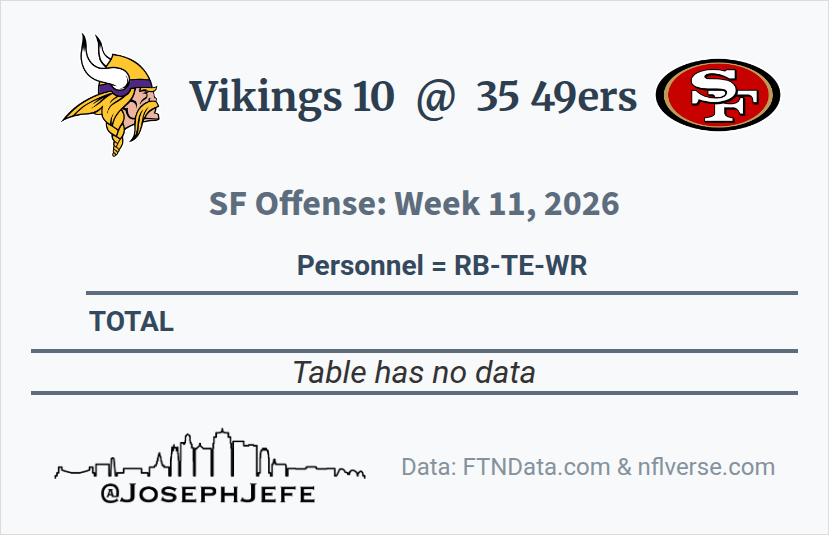 Vikings 10 @ 35 49ers
SF
SF Offense: Week 11, 2026
Personnel = RB-TE-WR
TOTAL
Table has no data
Data: FTNData.com & nflverse.com
@JosephJefe